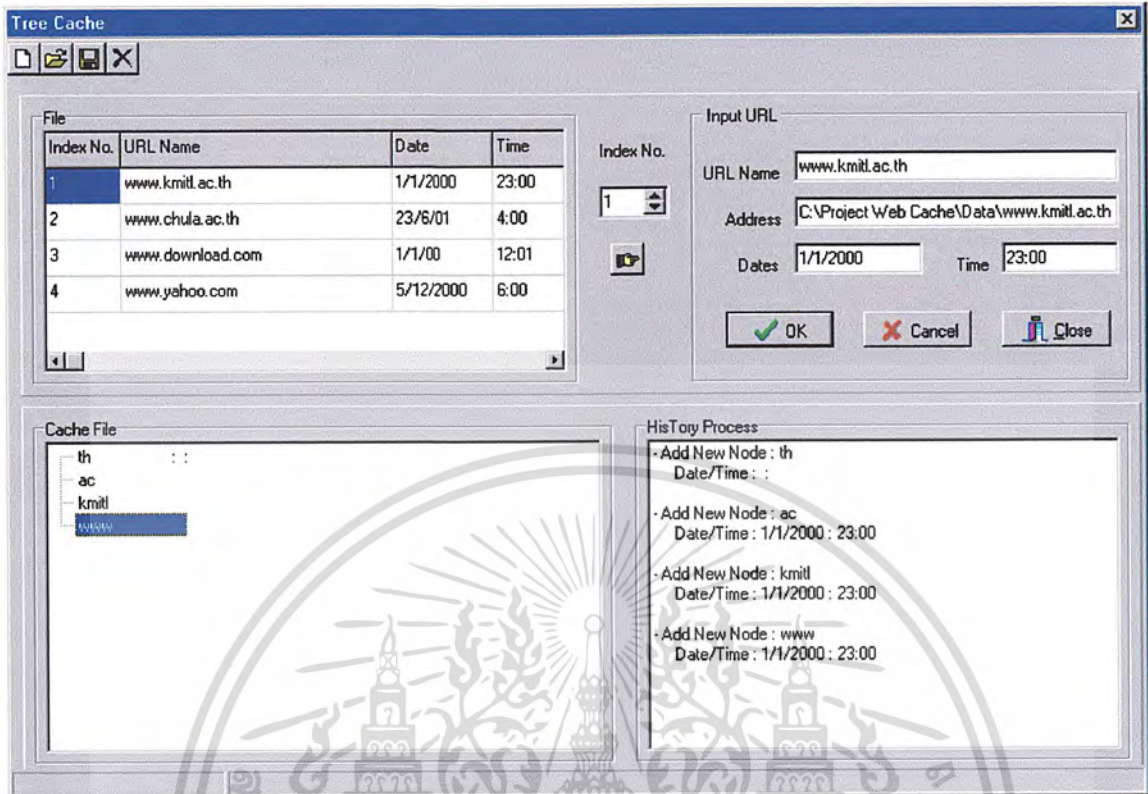 Tree Cache
File
Index No. URL Name Date Time
1 www.kmitl.ac.th 1/1/2000 23:00
2 www.chula.ac.th 23/6/01 4:00
3 www.download.com 1/1/00 12:01
4 www.yahoo.com 5/12/2000 6:00
Index No.
1
Input URL
URL Name www.kmitl.ac.th
Address C:\Project Web Cache\Data\www.kmitl.ac.th
Dates 1/1/2000 Time 23:00
OK Cancel Close
Cache File
th : :
ac
kmitl
www
HisTory Process
- Add New Node : th
Date/Time : :
- Add New Node : ac
Date/Time : 1/1/2000 : 23:00
- Add New Node : kmitl
Date/Time : 1/1/2000 : 23:00
- Add New Node : www
Date/Time : 1/1/2000 : 23:00